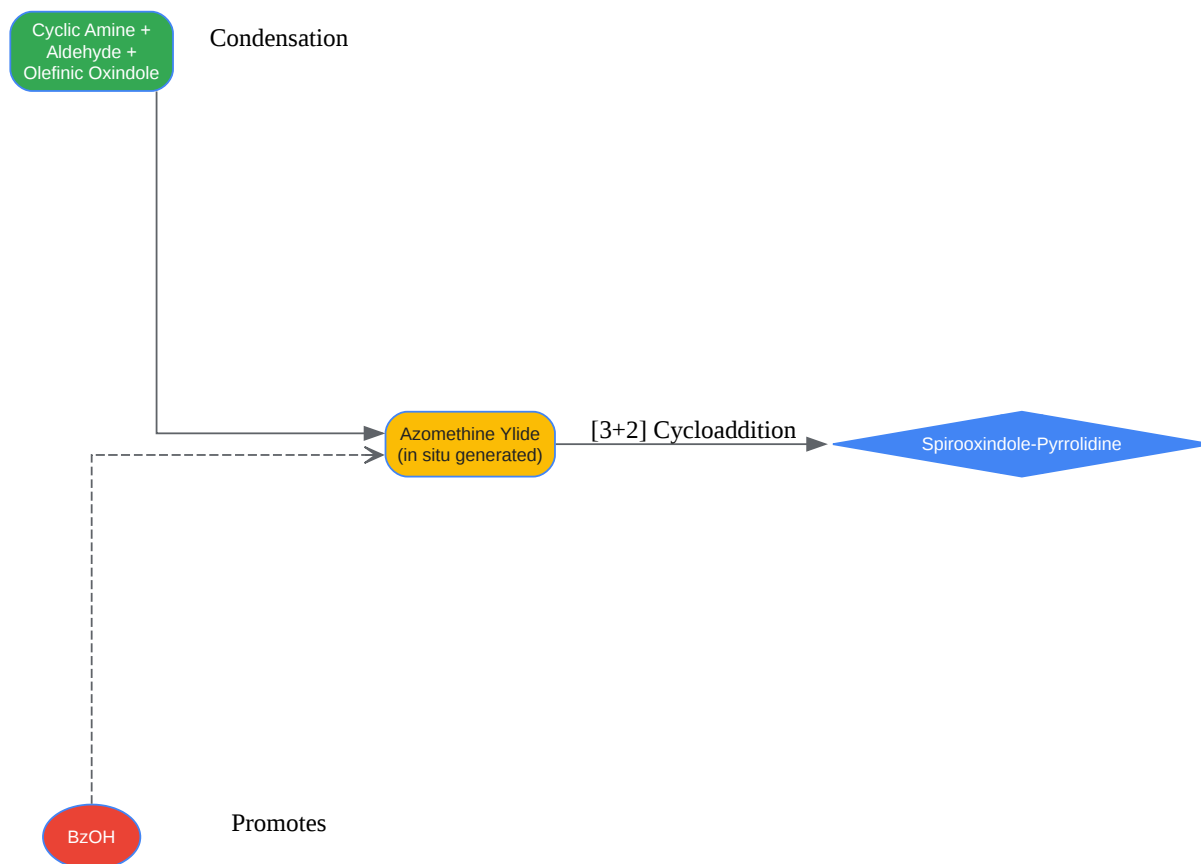 Cyclic Amine +
Aldehyde +
Olefinic Oxindole
Condensation
Azomethine Ylide
(in situ generated)
[3+2] Cycloaddition
Spirooxindole-Pyrrolidine
BzOH
Promotes